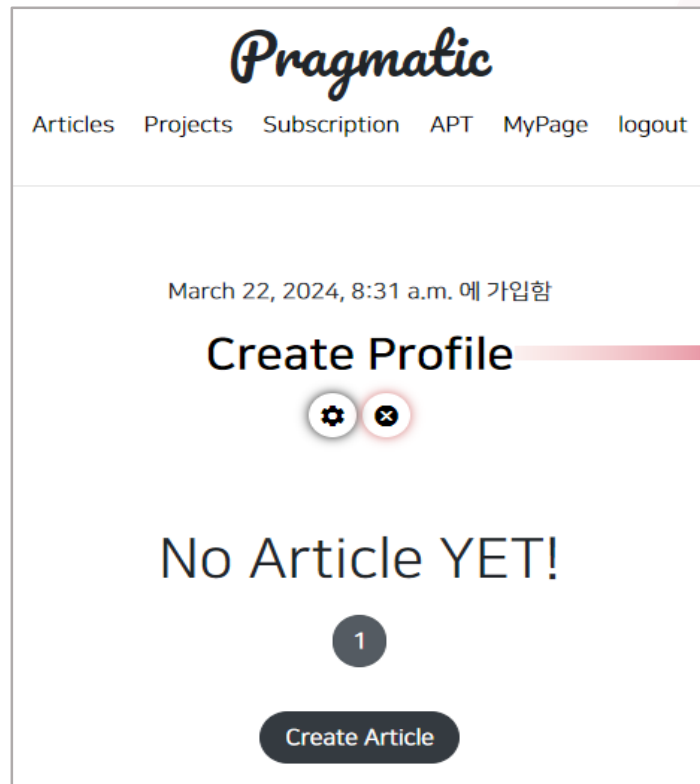 Pragmatic
Articles Projects Subscription APT MyPage logout
March 22, 2024, 8:31 a.m. 에 가입함
Create Profile
No Article YET!
1
Create Article